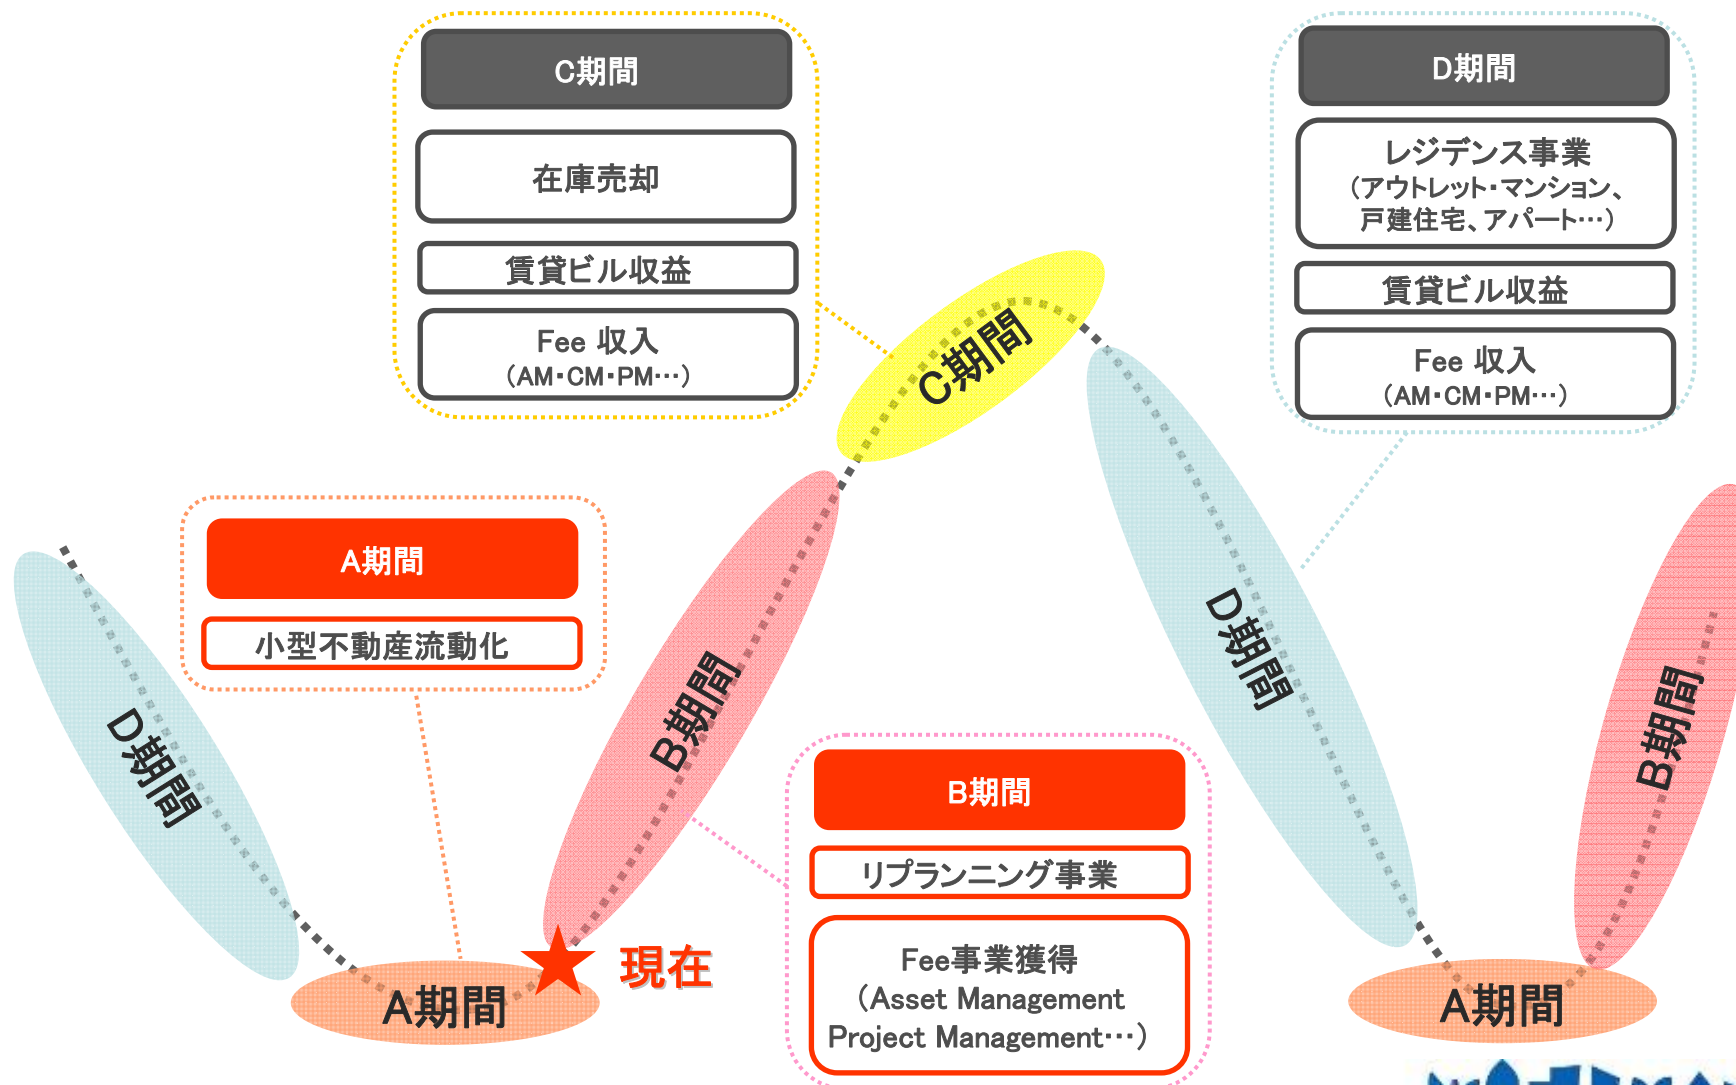 C期間
在庫売却
賃貸ビル収益
Fee 収入
(AM・CM・PM…)
D期間
レジデンス事業
(アウトレット・マンション、
戸建住宅、アパート…)
賃貸ビル収益
Fee 収入
(AM・CM・PM…)
A期間
小型不動産流動化
B期間
リプランニング事業
Fee事業獲得
(Asset Management
Project Management…)
D期間
A期間
現在
B期間
C期間
D期間
A期間
B期間